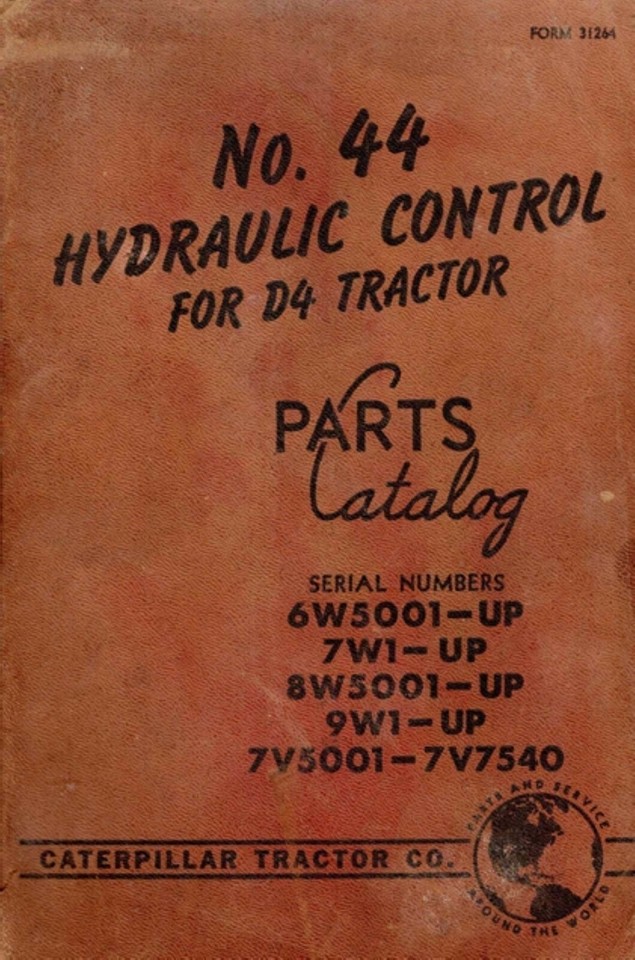 FORM 31264
No. 44
HYDRAULIC CONTROL
FOR D4 TRACTOR
PARTS
Catalog
SERIAL NUMBERS
6W5001-UP
7W1-UP
8W5001-UP
9W1-UP
7V5001-7V7540
CATERPILLAR TRACTOR CO.
PARTS AND SERVICE
AROUND THE WORLD